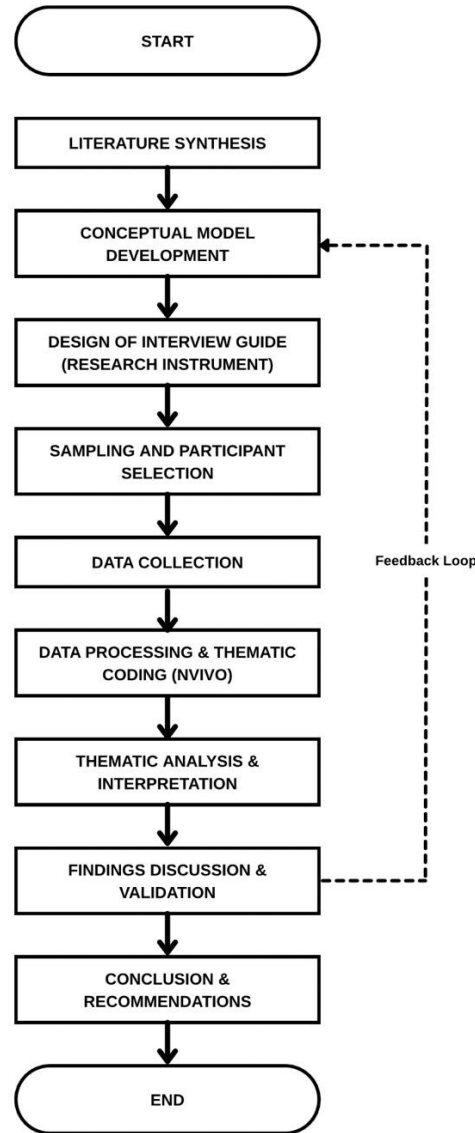 START
LITERATURE SYNTHESIS
CONCEPTUAL MODEL
DEVELOPMENT
DESIGN OF INTERVIEW GUIDE
(RESEARCH INSTRUMENT)
SAMPLING AND PARTICIPANT
SELECTION
DATA COLLECTION
Feedback Loop
DATA PROCESSING & THEMATIC
CODING (NVIVO)
THEMATIC ANALYSIS &
INTERPRETATION
FINDINGS DISCUSSION &
VALIDATION
CONCLUSION &
RECOMMENDATIONS
END